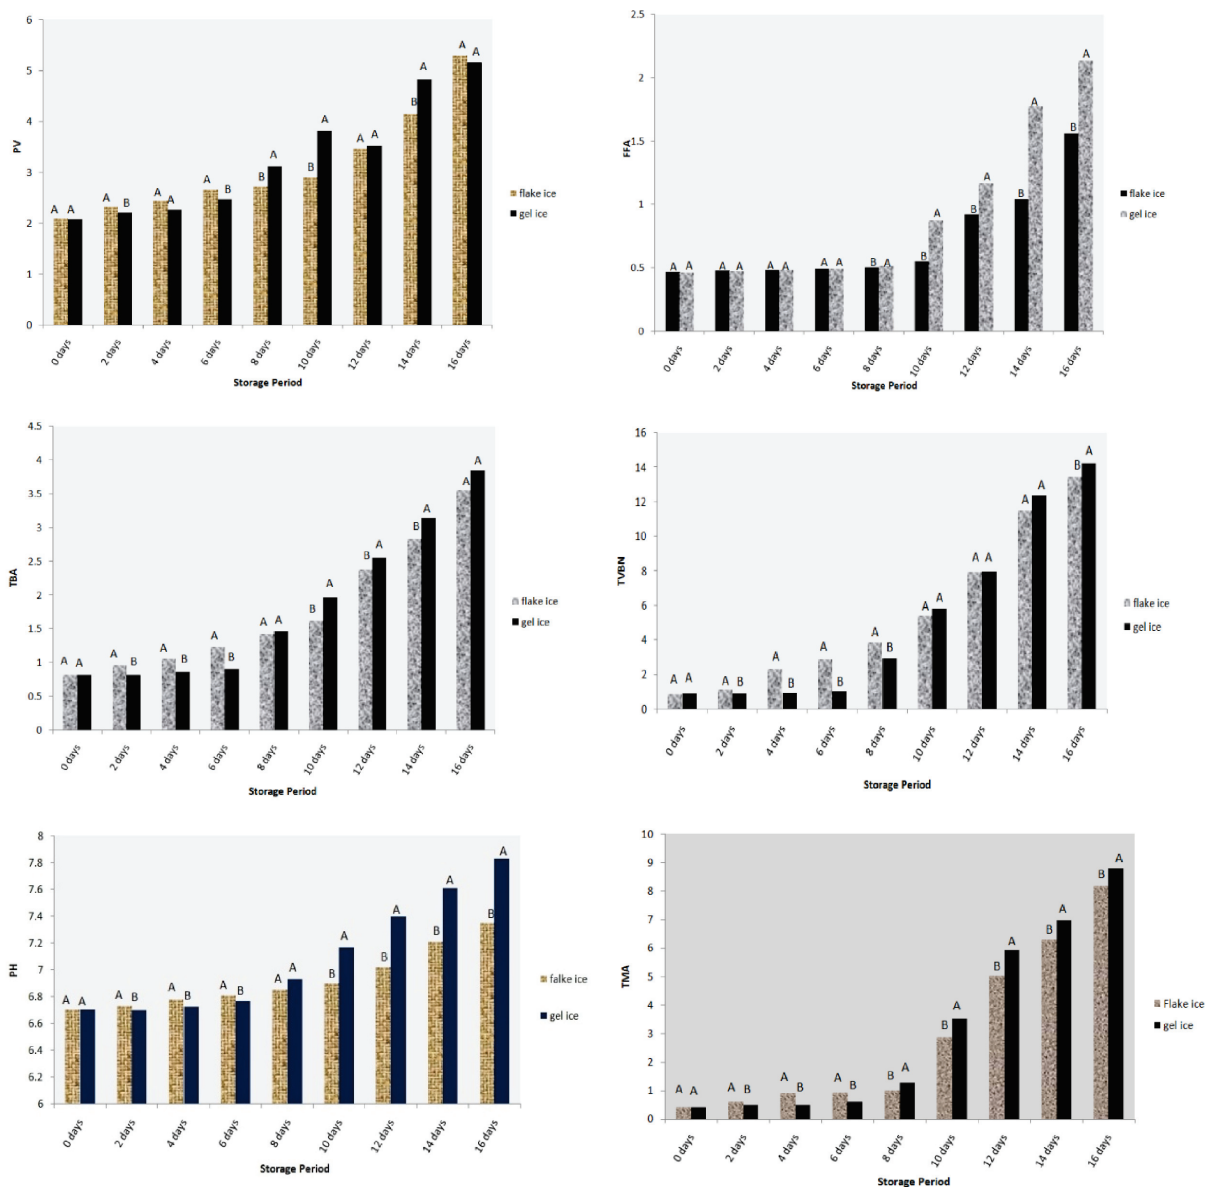 6
5
4
3
2
1
0
PV
A A
A B
A A
A B
B A
B A
A A
B A
A A
0 days
2 days
4 days
6 days
8 days
10 days
12 days
14 days
16 days
Storage Period
flake ice
gel ice
2.5
2
1.5
1
0.5
0
FFA
A A
A A
A A
A A
B A
B A
B A
B A
B A
0 days
2 days
4 days
6 days
8 days
10 days
12 days
14 days
16 days
Storage Period
flake ice
gel ice
4.5
4
3.5
3
2.5
2
1.5
1
0.5
0
TBA
A A
A B
A B
A B
A A
B A
B A
B A
A A
0 days
2 days
4 days
6 days
8 days
10 days
12 days
14 days
16 days
Storage Period
flake ice
gel ice
16
14
12
10
8
6
4
2
0
TVBN
A A
A B
A B
A B
A B
A A
A A
A A
B A
0 days
2 days
4 days
6 days
8 days
10 days
12 days
14 days
16 days
Storage Period
flake ice
gel ice
8
7.8
7.6
7.4
7.2
7
6.8
6.6
6.4
6.2
6
PH
A A
A B
A B
A B
B A
B A
B A
B A
B A
0 days
2 days
4 days
6 days
8 days
10 days
12 days
14 days
16 days
Storage Period
falke ice
gel ice
10
9
8
7
6
5
4
3
2
1
0
TMA
A A
A B
A B
A B
B A
B A
B A
B A
B A
0 days
2 days
4 days
6 days
8 days
10 days
12 days
14 days
16 days
Storage Period
Flake ice
gel ice